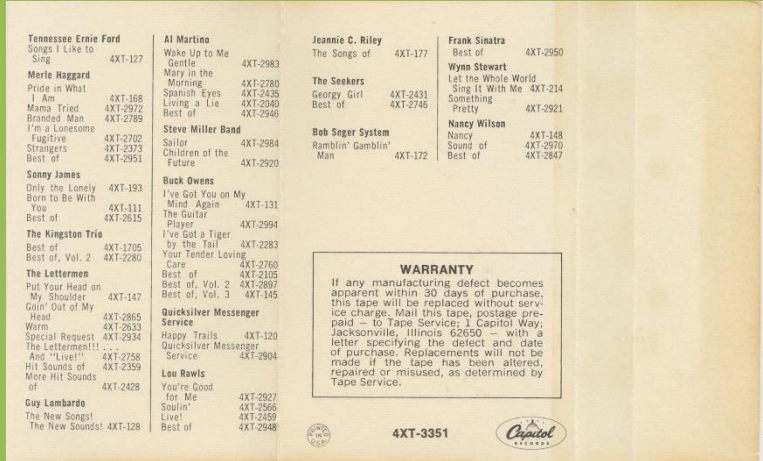 Tennessee Ernie Ford
Songs I Like to
Sing 4XT-127
Merle Haggard
Pride in What
I Am 4XT-168
Mama Tried 4XT-2972
Branded Man 4XT-2789
I'm a Lonesome
Fugitive 4XT-2702
Strangers 4XT-2373
Best of 4XT-2951
Sonny James
Only the Lonely 4XT-193
Born to Be With
You 4XT-111
Best of 4XT-2615
The Kingston Trio
Best of 4XT-1705
Best of, Vol. 2 4XT-2280
The Lettermen
Put Your Head on
My Shoulder 4XT-147
Goin' Out of My
Head 4XT-2865
Warm 4XT-2633
Special Request 4XT-2934
The Lettermen!!! . . .
And "Live!" 4XT-2758
Hit Sounds of 4XT-2359
More Hit Sounds
of 4XT-2428
Guy Lombardo
The New Songs!
The New Sounds! 4XT-128
Al Martino
Wake Up to Me
Gentle 4XT-2983
Mary in the
Morning 4XT-2780
Spanish Eyes 4XT-2435
Living a Lie 4XT-2040
Best of 4XT-2946
Steve Miller Band
Sailor 4XT-2984
Children of the
Future 4XT-2920
Buck Owens
I've Got You on My
Mind Again 4XT-131
The Guitar
Player 4XT-2994
I've Got a Tiger
by the Tail 4XT-2283
Your Tender Loving
Care 4XT-2760
Best of 4XT-2105
Best of, Vol. 2 4XT-2897
Best of, Vol. 3 4XT-145
Quicksilver Messenger
Service
Happy Trails 4XT-120
Quicksilver Messenger
Service 4XT-2904
Lou Rawls
You're Good
for Me 4XT-2927
Soulin' 4XT-2566
Live! 4XT-2459
Best of 4XT-2948
Jeannie C. Riley
The Songs of 4XT-177
The Seekers
Georgy Girl 4XT-2431
Best of 4XT-2746
Bob Seger System
Ramblin' Gamblin'
Man 4XT-172
Frank Sinatra
Best of 4XT-2950
Wynn Stewart
Let the Whole World
Sing It With Me 4XT-214
Something
Pretty 4XT-2921
Nancy Wilson
Nancy 4XT-148
Sound of 4XT-2970
Best of 4XT-2847
WARRANTY
If any manufacturing defect becomes
apparent within 30 days of purchase,
this tape will be replaced without serv-
ice charge. Mail this tape, postage pre-
paid – to Tape Service; 1 Capitol Way;
Jacksonville, Illinois 62650 – with a
letter specifying the defect and date
of purchase. Replacements will not be
made if the tape has been altered,
repaired or misused, as determined by
Tape Service.
PRINTED
IN
U.S.A.
4XT-3351
Capitol
RECORDS